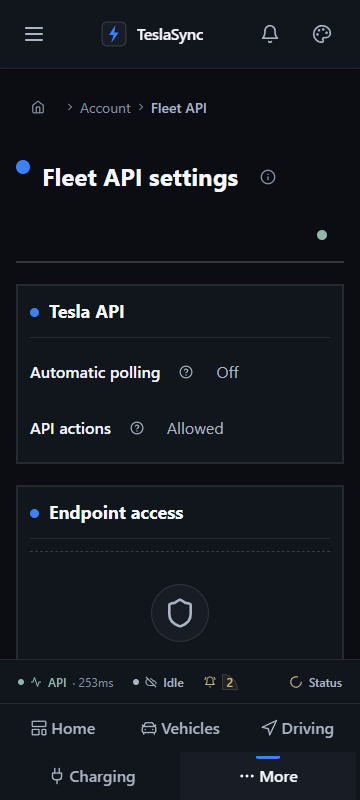 TeslaSync
Account Fleet API
Fleet API settings
Tesla API
Automatic polling Off
API actions Allowed
Endpoint access
API · 253ms Idle 2 Status
Home Vehicles Driving
Charging More